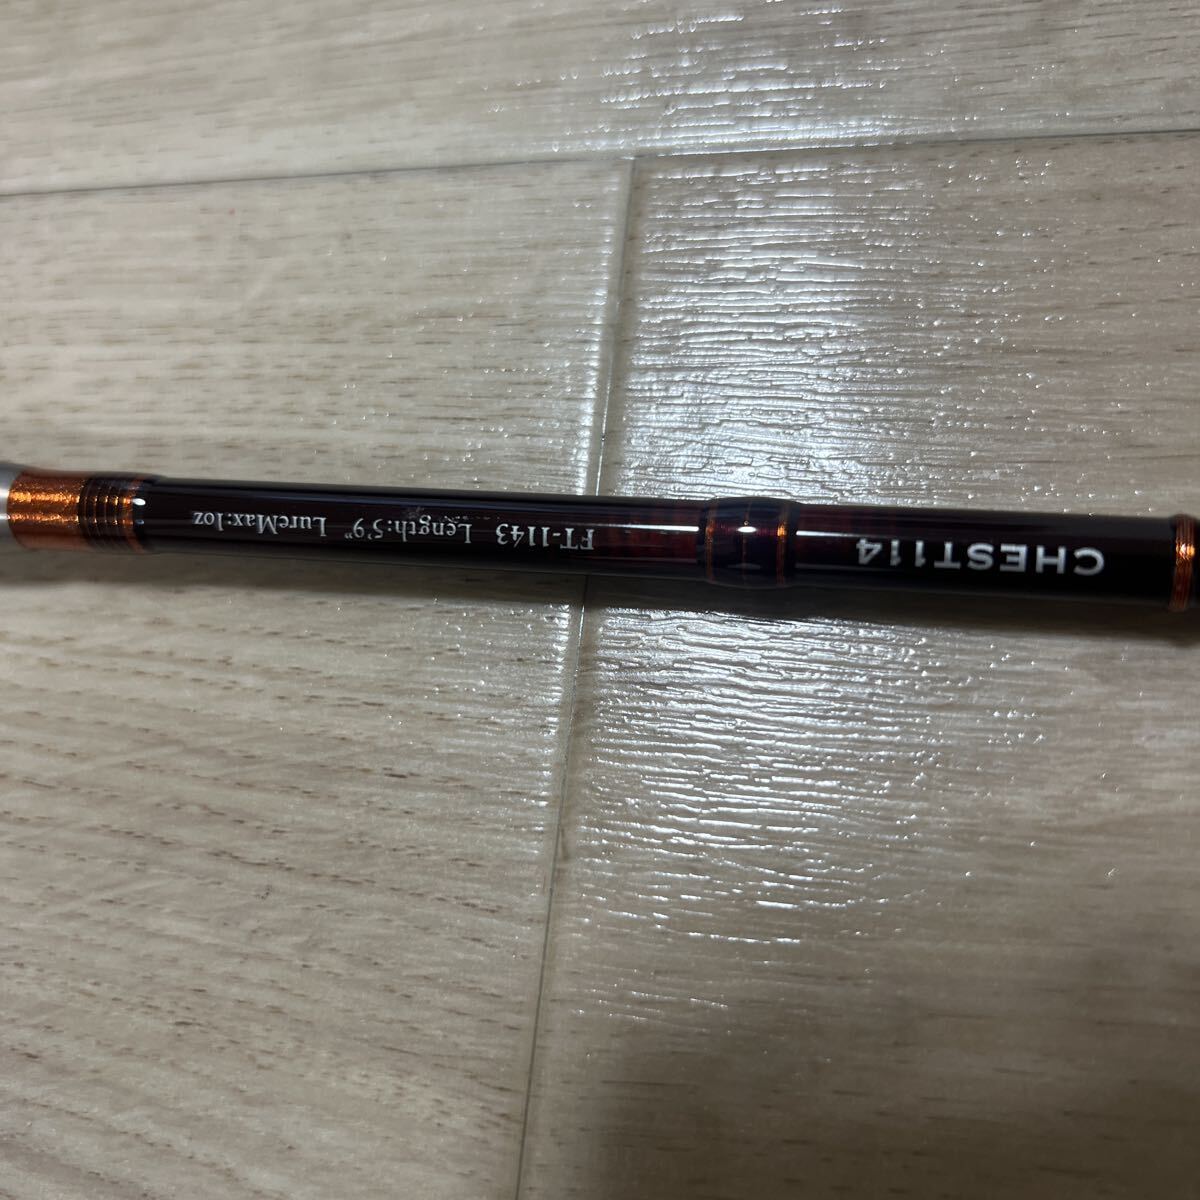 CHEST114
FT-1143 Length:5'9" LureMax:1oz